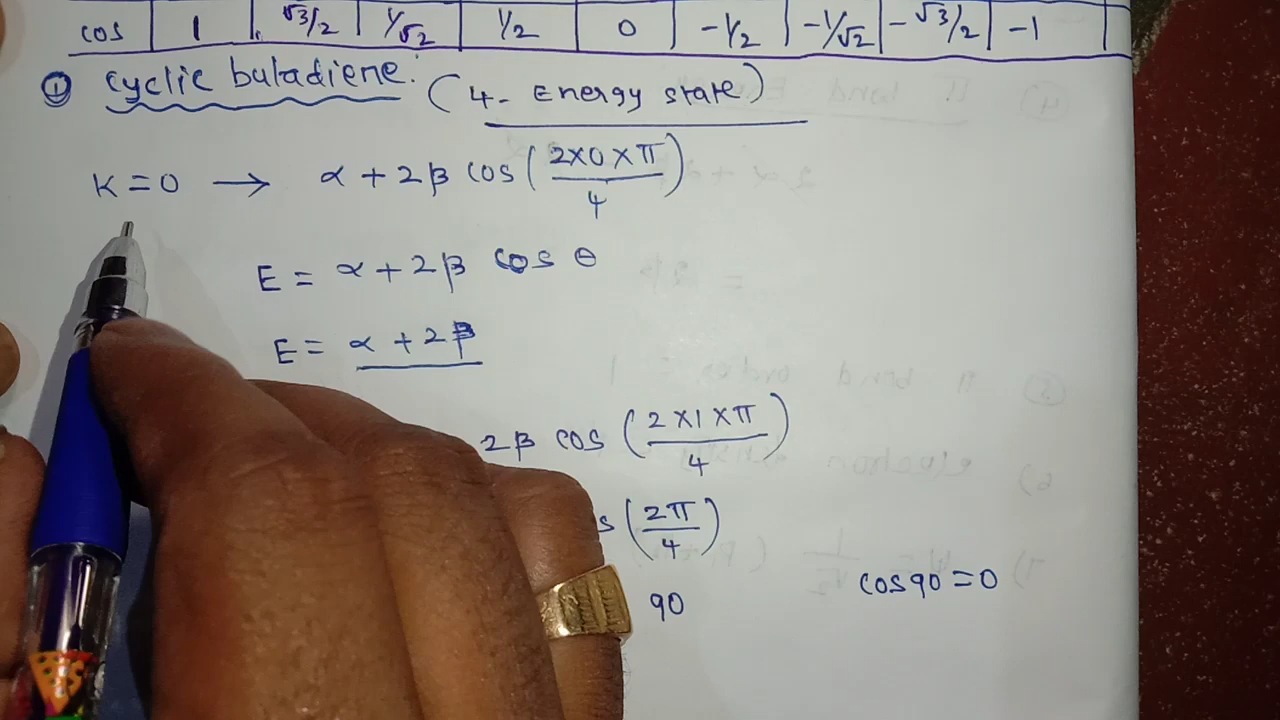 cos 1 √3/2 1/√2 1/2 0 -1/2 -1/√2 -√3/2 -1
① cyclic butadiene. (4- Energy state)
K = 0 → α + 2β cos (2×0×π/4)
E = α + 2β cos θ
E = α + 2β
2β cos (2×1×π/4)
s (2π/4)
90 cos 90 = 0